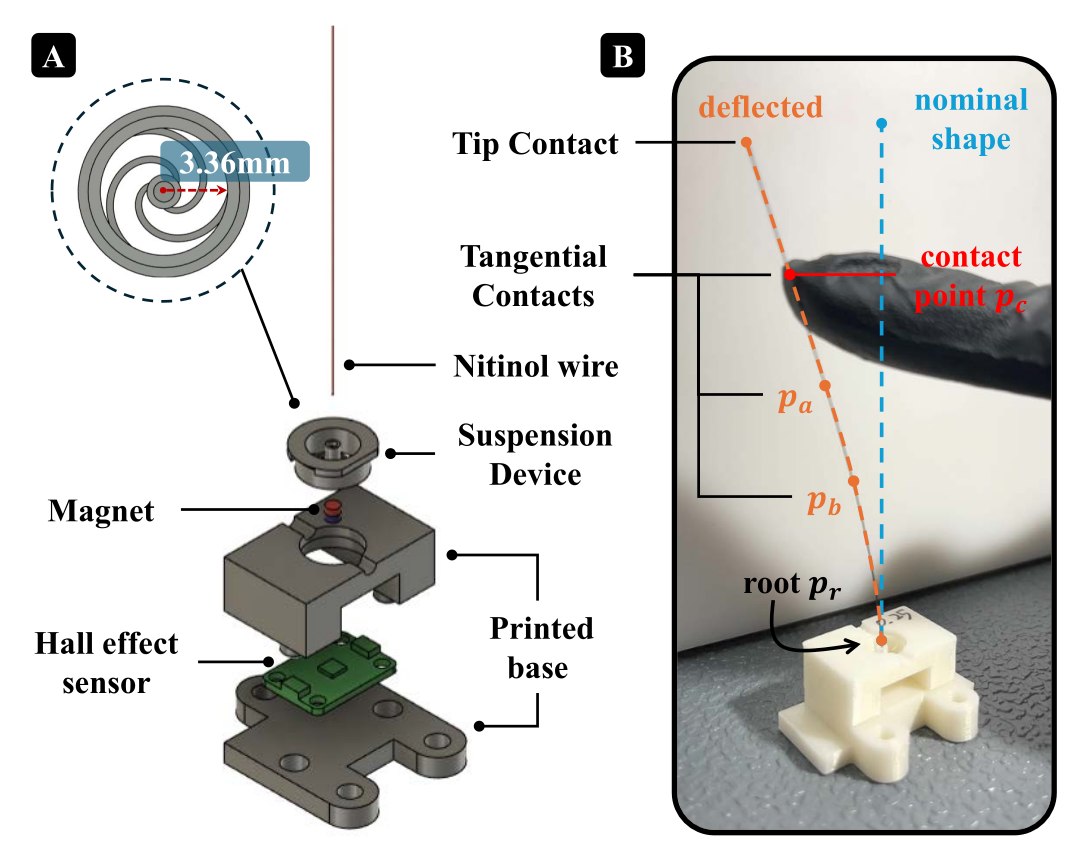 A
3.36mm
Nitinol wire
Suspension
Device
Magnet
Hall effect
sensor
Printed
base
B
deflected
nominal
shape
Tip Contact
Tangential
Contacts
contact
point p_c
p_a
p_b
root p_r